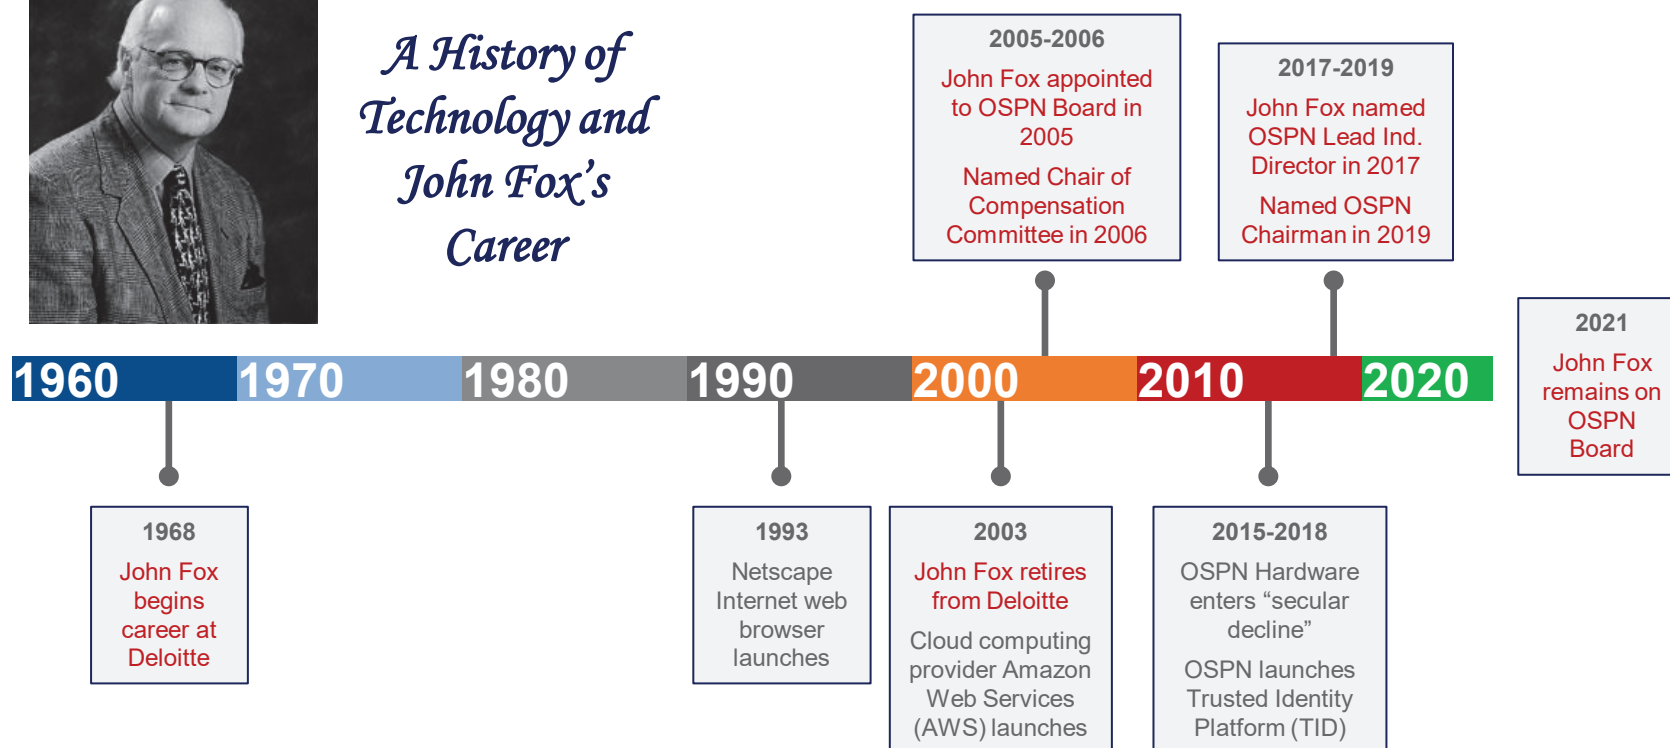 A History of
Technology and
John Fox's
Career
2005-2006
John Fox appointed
to OSPN Board in
2005
Named Chair of
Compensation
Committee in 2006
2017-2019
John Fox named
OSPN Lead Ind.
Director in 2017
Named OSPN
Chairman in 2019
2021
John Fox
remains on
OSPN
Board
1960 1970 1980 1990 2000 2010 2020
1968
John Fox
begins
career at
Deloitte
1993
Netscape
Internet web
browser
launches
2003
John Fox retires
from Deloitte
Cloud computing
provider Amazon
Web Services
(AWS) launches
2015-2018
OSPN Hardware
enters “secular
decline”
OSPN launches
Trusted Identity
Platform (TID)